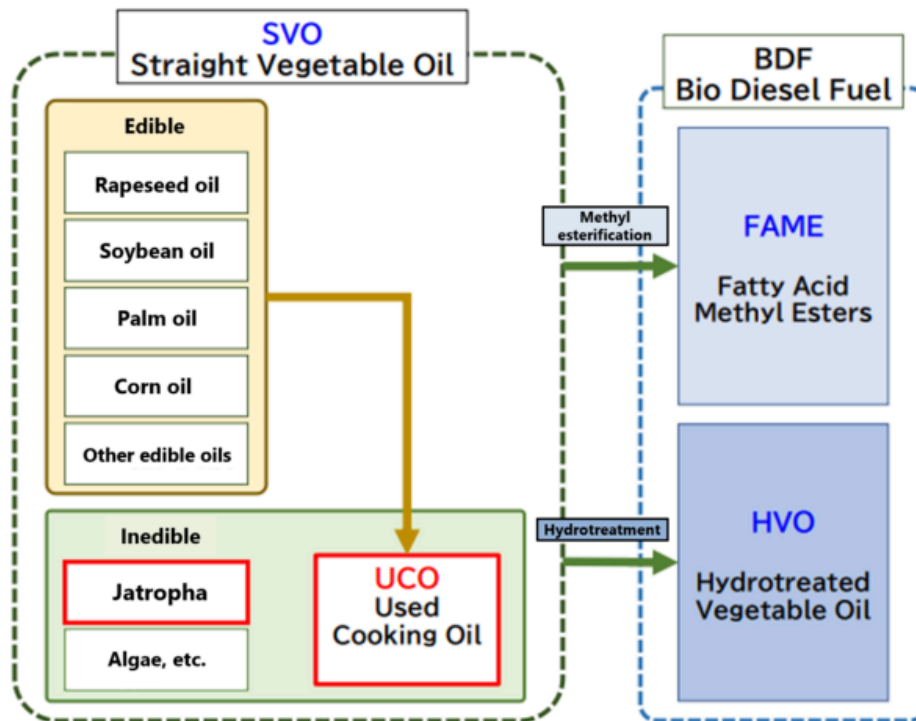 SVO
Straight Vegetable Oil
Edible
Rapeseed oil
Soybean oil
Palm oil
Corn oil
Other edible oils
Inedible
Jatropha
Algae, etc.
UCO
Used
Cooking Oil
Methyl
esterification
Hydrotreatment
BDF
Bio Diesel Fuel
FAME
Fatty Acid
Methyl Esters
HVO
Hydrotreated
Vegetable Oil